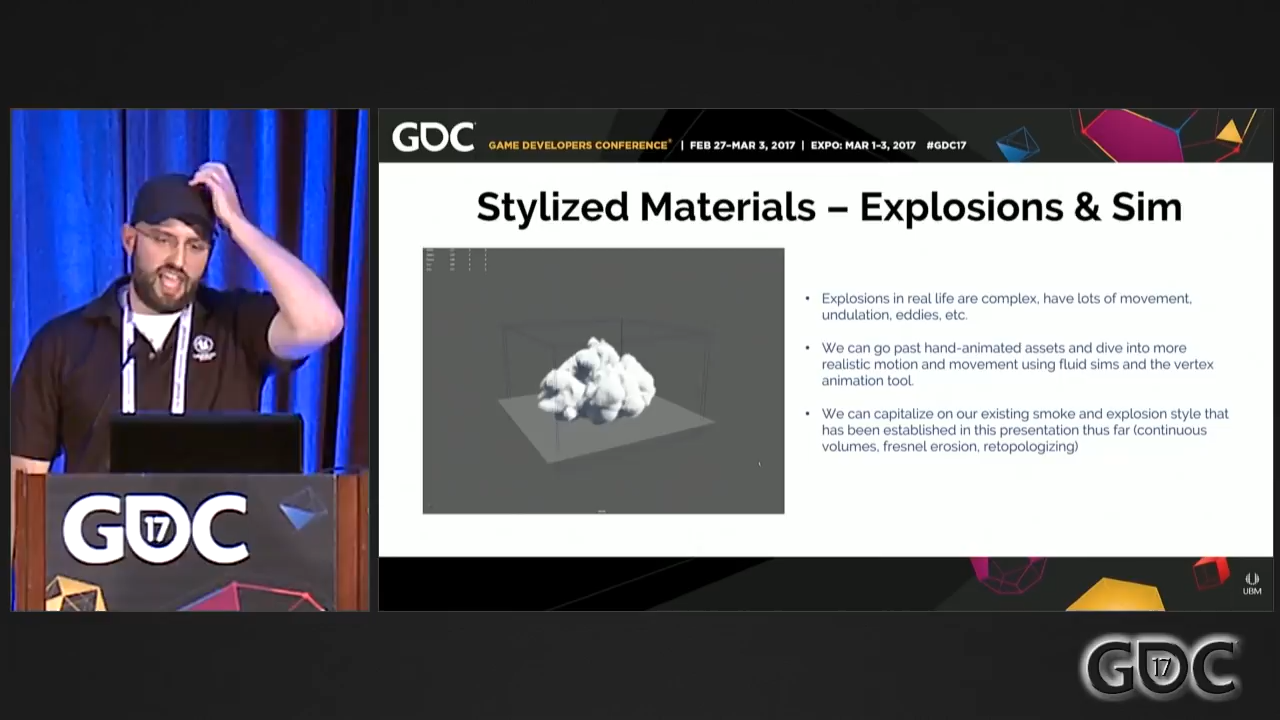 GDC
GAME DEVELOPERS CONFERENCE® | FEB 27–MAR 3, 2017 | EXPO: MAR 1–3, 2017 #GDC17
Stylized Materials – Explosions & Sim
• Explosions in real life are complex, have lots of movement,
undulation, eddies, etc.
• We can go past hand-animated assets and dive into more
realistic motion and movement using fluid sims and the vertex
animation tool.
• We can capitalize on our existing smoke and explosion style that
has been established in this presentation thus far (continuous
volumes, fresnel erosion, retopologizing)
GDC
17
UBM
GDC
17